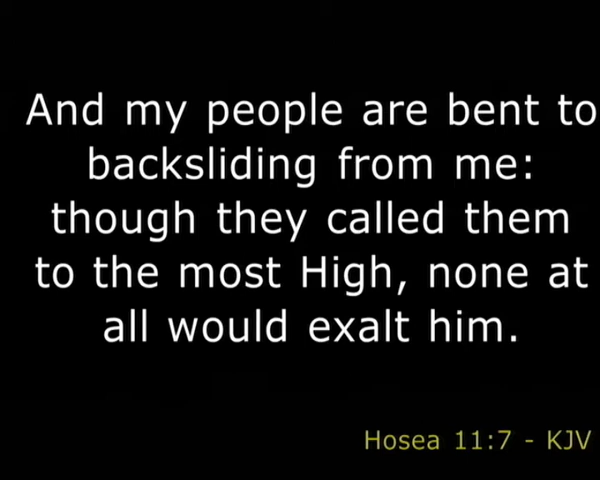 And my people are bent to
backsliding from me:
though they called them
to the most High, none at
all would exalt him.
Hosea 11:7 - KJV